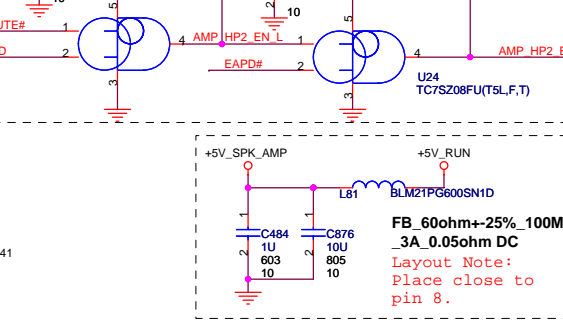 10
5
2
10
5
UTE#
1
AMP_HP2_EN_L
1
4
4
AMP_HP2_E
2
EAPD#
2
U24
TC7SZ08FU(T5L,F,T)
3
3
+5V_SPK_AMP
+5V_RUN
L81
BLM21PG600SN1D
1
C484
1U
603
10
2
1
C876
10U
805
10
2
FB_60ohm+-25%_100M
_3A_0.05ohm DC
Layout Note:
Place close to
pin 8.
41